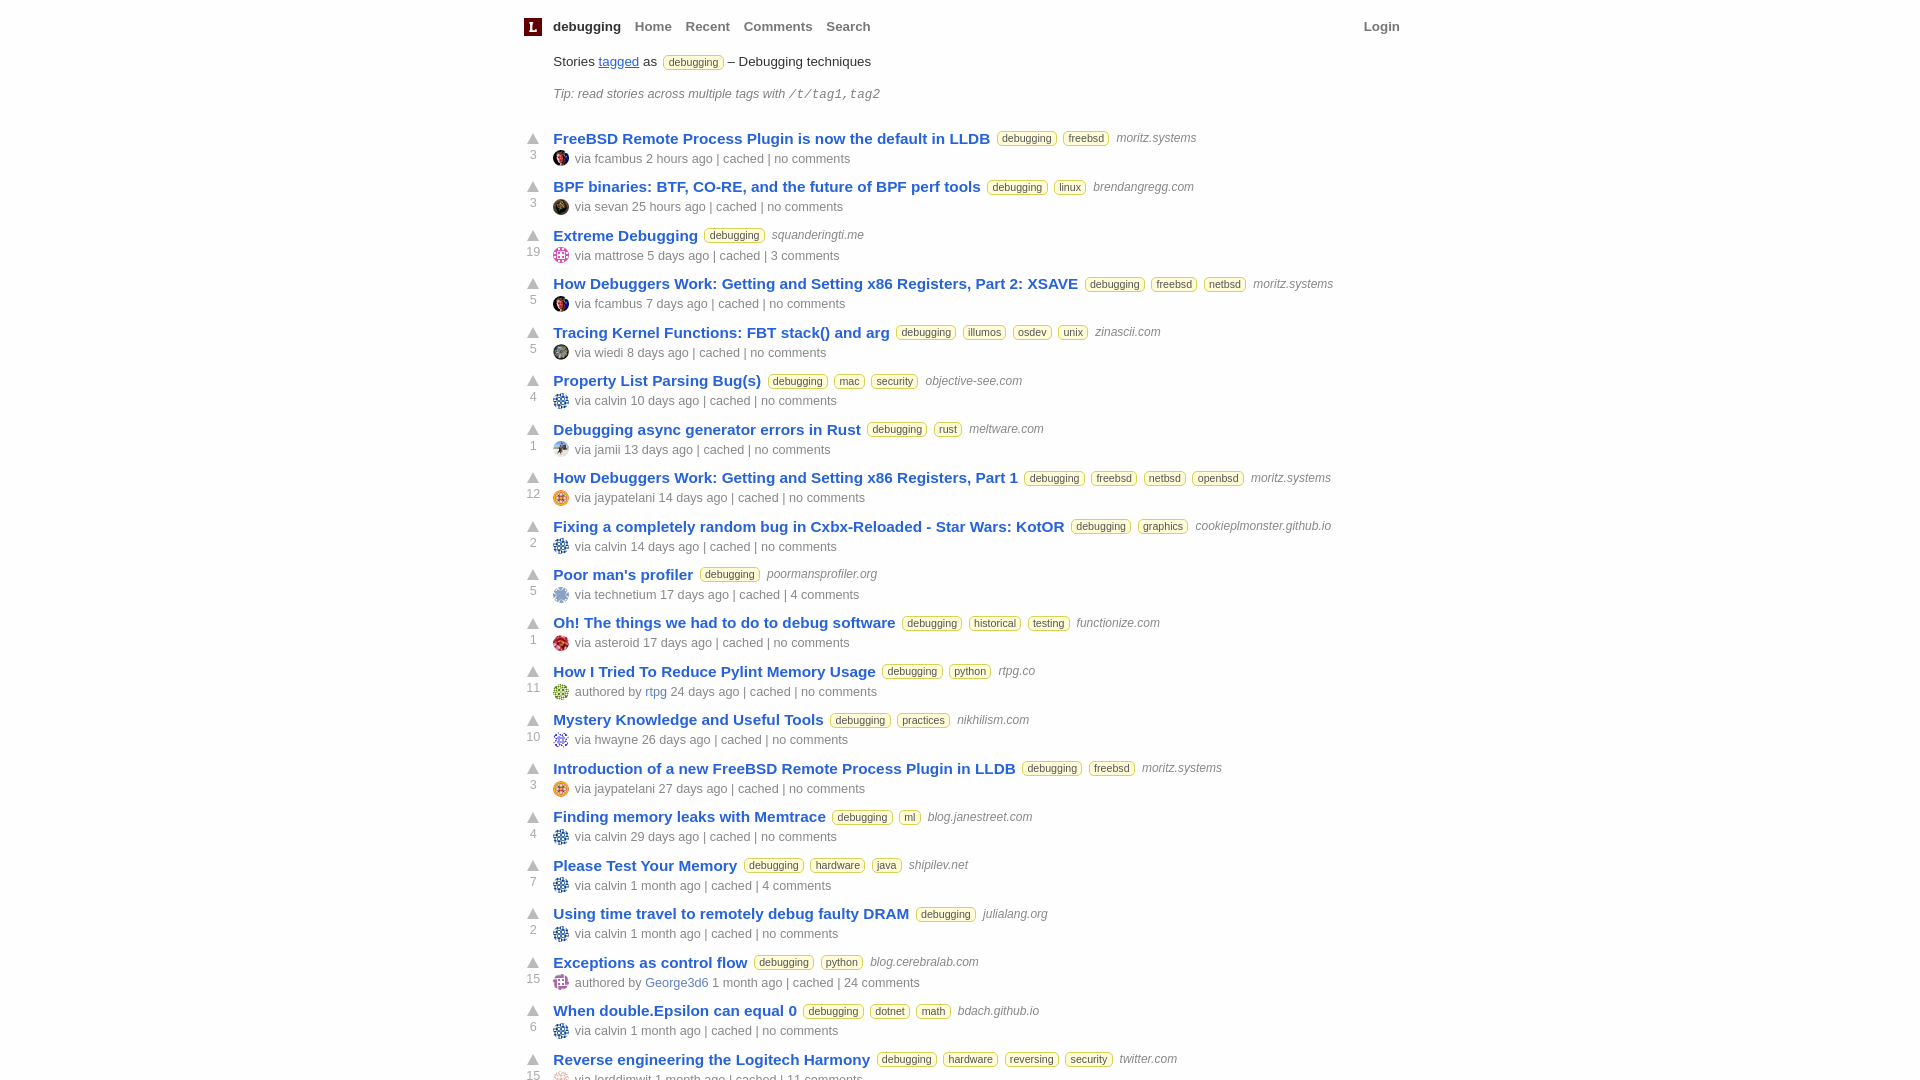 L debugging Home Recent Comments Search Login
Stories tagged as debugging – Debugging techniques
Tip: read stories across multiple tags with /t/tag1,tag2
FreeBSD Remote Process Plugin is now the default in LLDB debugging freebsd moritz.systems
3 via fcambus 2 hours ago | cached | no comments
BPF binaries: BTF, CO-RE, and the future of BPF perf tools debugging linux brendangregg.com
3 via sevan 25 hours ago | cached | no comments
Extreme Debugging debugging squanderingti.me
19 via mattrose 5 days ago | cached | 3 comments
How Debuggers Work: Getting and Setting x86 Registers, Part 2: XSAVE debugging freebsd netbsd moritz.systems
5 via fcambus 7 days ago | cached | no comments
Tracing Kernel Functions: FBT stack() and arg debugging illumos osdev unix zinascii.com
5 via wiedi 8 days ago | cached | no comments
Property List Parsing Bug(s) debugging mac security objective-see.com
4 via calvin 10 days ago | cached | no comments
Debugging async generator errors in Rust debugging rust meltware.com
1 via jamii 13 days ago | cached | no comments
How Debuggers Work: Getting and Setting x86 Registers, Part 1 debugging freebsd netbsd openbsd moritz.systems
12 via jaypatelani 14 days ago | cached | no comments
Fixing a completely random bug in Cxbx-Reloaded - Star Wars: KotOR debugging graphics cookieplmonster.github.io
2 via calvin 14 days ago | cached | no comments
Poor man's profiler debugging poormansprofiler.org
5 via technetium 17 days ago | cached | 4 comments
Oh! The things we had to do to debug software debugging historical testing functionize.com
1 via asteroid 17 days ago | cached | no comments
How I Tried To Reduce Pylint Memory Usage debugging python rtpg.co
11 authored by rtpg 24 days ago | cached | no comments
Mystery Knowledge and Useful Tools debugging practices nikhilism.com
10 via hwayne 26 days ago | cached | no comments
Introduction of a new FreeBSD Remote Process Plugin in LLDB debugging freebsd moritz.systems
3 via jaypatelani 27 days ago | cached | no comments
Finding memory leaks with Memtrace debugging ml blog.janestreet.com
4 via calvin 29 days ago | cached | no comments
Please Test Your Memory debugging hardware java shipilev.net
7 via calvin 1 month ago | cached | 4 comments
Using time travel to remotely debug faulty DRAM debugging julialang.org
2 via calvin 1 month ago | cached | no comments
Exceptions as control flow debugging python blog.cerebralab.com
15 authored by George3d6 1 month ago | cached | 24 comments
When double.Epsilon can equal 0 debugging dotnet math bdach.github.io
6 via calvin 1 month ago | cached | no comments
Reverse engineering the Logitech Harmony debugging hardware reversing security twitter.com
15 via lorddimwit 1 month ago | cached | 11 comments